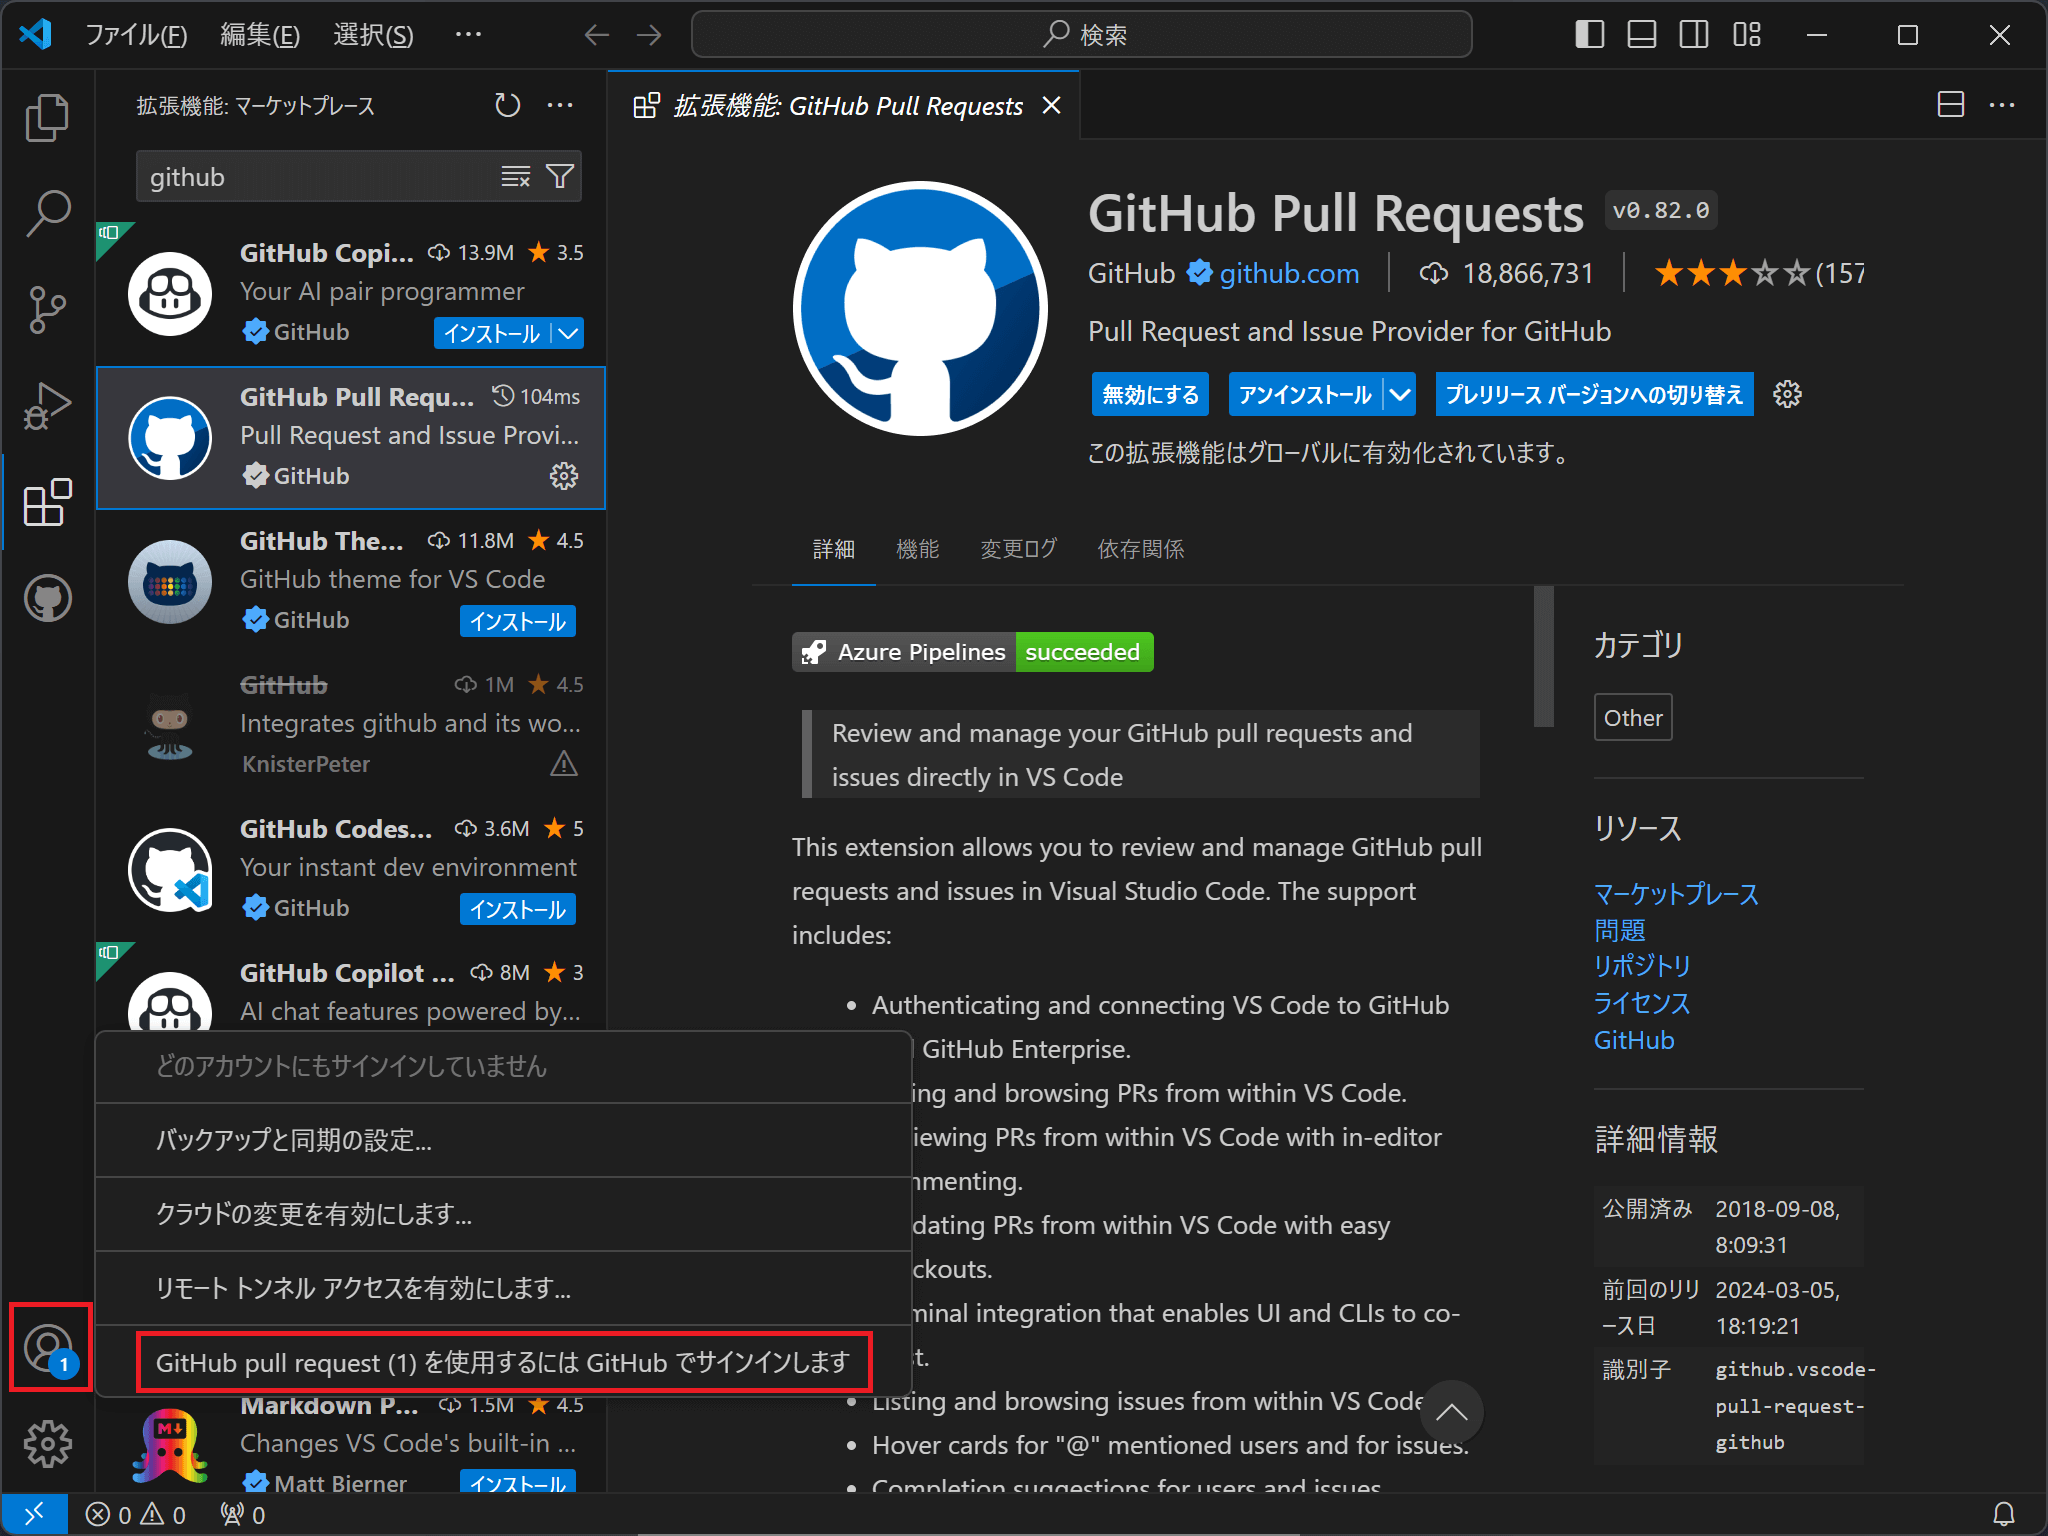 ファイル(F) 編集(E) 選択(S) ···
検索
拡張機能: マーケットプレース
github
GitHub Copi... 13.9M 3.5
Your AI pair programmer
GitHub インストール
GitHub Pull Requ... 104ms
Pull Request and Issue Provi...
GitHub
GitHub The... 11.8M 4.5
GitHub theme for VS Code
GitHub インストール
GitHub 1M 4.5
Integrates github and its wo...
KnisterPeter
GitHub Codes... 3.6M 5
Your instant dev environment
GitHub インストール
GitHub Copilot ... 8M 3
AI chat features powered by...
どのアカウントにもサインインしていません
バックアップと同期の設定...
クラウドの変更を有効にします...
リモート トンネル アクセスを有効にします...
GitHub pull request (1) を使用するには GitHub でサインインします
1
Markdown P... 1.5M 4.5
M
Changes VS Code's built-in ...
Matt Bierner インストール
拡張機能: GitHub Pull Requests
GitHub Pull Requests v0.82.0
GitHub github.com 18,866,731 (157
Pull Request and Issue Provider for GitHub
無効にする アンインストール プレリリース バージョンへの切り替え
この拡張機能はグローバルに有効化されています。
詳細 機能 変更ログ 依存関係
Azure Pipelines succeeded
Review and manage your GitHub pull requests and
issues directly in VS Code
This extension allows you to review and manage GitHub pull
requests and issues in Visual Studio Code. The support
includes:
• Authenticating and connecting VS Code to GitHub
GitHub Enterprise.
ing and browsing PRs from within VS Code.
iewing PRs from within VS Code with in-editor
nmenting.
dating PRs from within VS Code with easy
ckouts.
minal integration that enables UI and CLIs to co-
t.
• Listing and browsing issues from within VS Code
• Hover cards for "@" mentioned users and for issues.
• Completion suggestions for users and issues
カテゴリ
Other
リソース
マーケットプレース
問題
リポジトリ
ライセンス
GitHub
詳細情報
公開済み 2018-09-08,
8:09:31
前回のリリ 2024-03-05,
ース日 18:19:21
識別子 github.vscode-
pull-request-
github
0 0 0